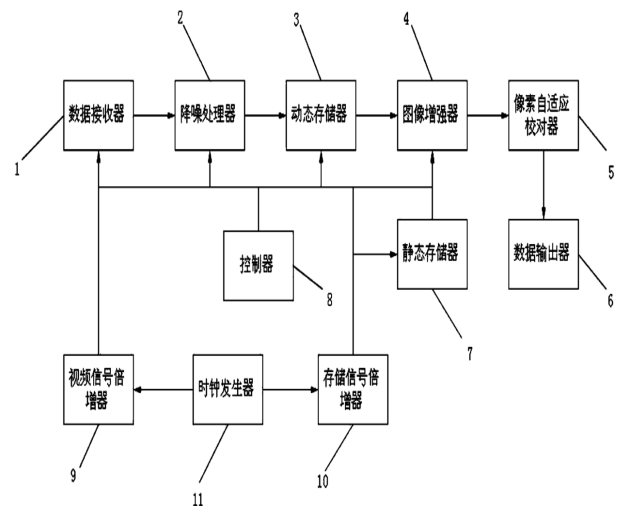 2
3
4
数据接收器
降噪处理器
动态存储器
图像增强器
像素自适应
校对器
1
5
控制器
静态存储器
数据输出器
8
7
6
视频信号倍
增器
时钟发生器
存储信号倍
增器
9
11
10